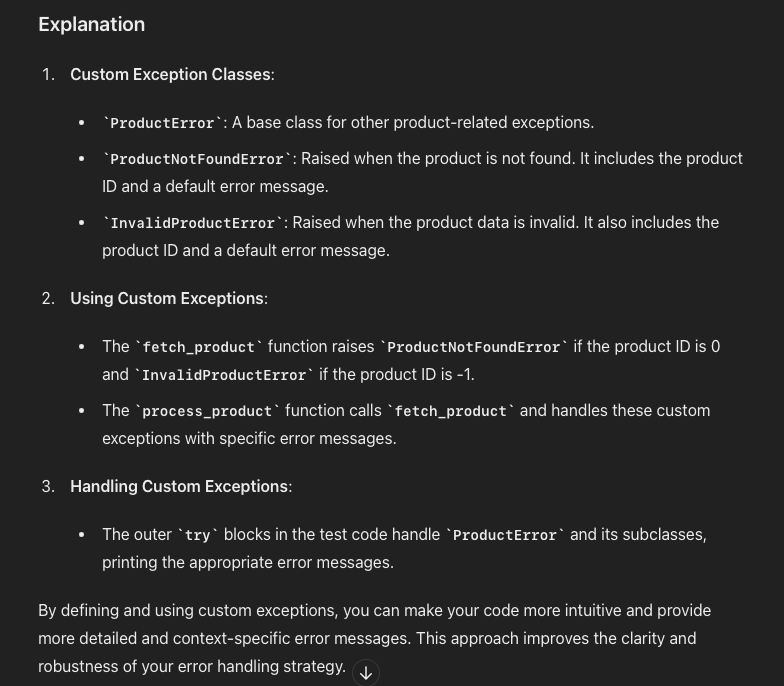 Explanation
1. Custom Exception Classes:
• `ProductError`: A base class for other product-related exceptions.
• `ProductNotFoundError`: Raised when the product is not found. It includes the product
ID and a default error message.
• `InvalidProductError`: Raised when the product data is invalid. It also includes the
product ID and a default error message.
2. Using Custom Exceptions:
• The `fetch_product` function raises `ProductNotFoundError` if the product ID is 0
and `InvalidProductError` if the product ID is -1.
• The `process_product` function calls `fetch_product` and handles these custom
exceptions with specific error messages.
3. Handling Custom Exceptions:
• The outer `try` blocks in the test code handle `ProductError` and its subclasses,
printing the appropriate error messages.
By defining and using custom exceptions, you can make your code more intuitive and provide
more detailed and context-specific error messages. This approach improves the clarity and
robustness of your error handling strategy.